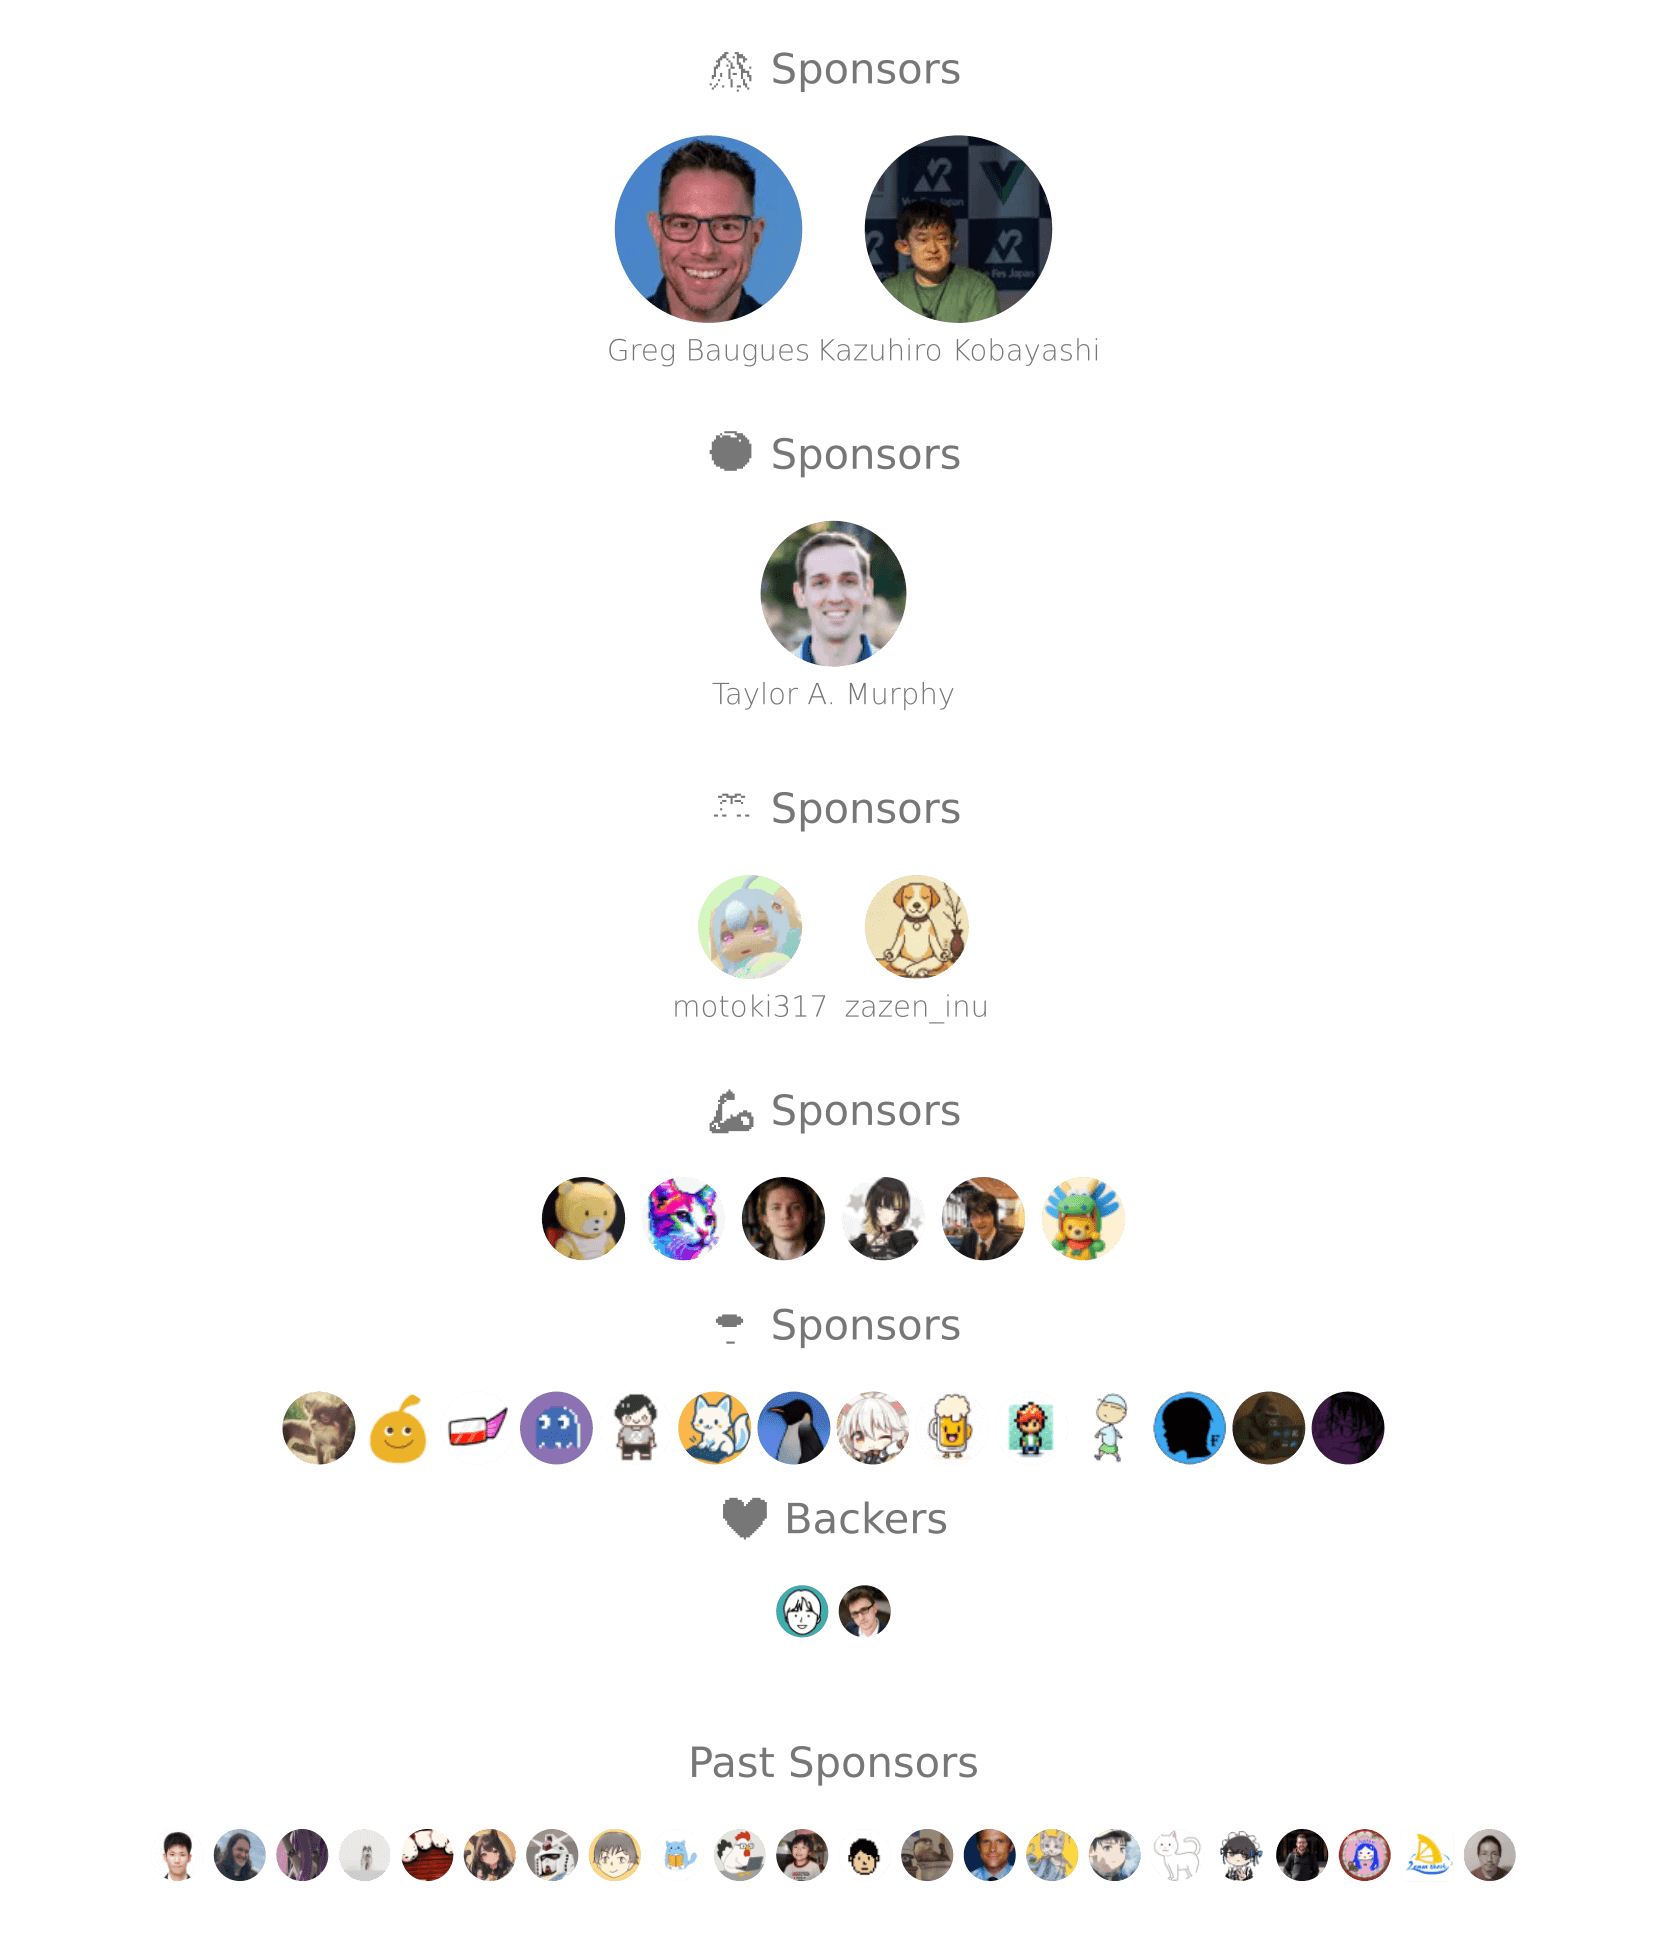 Sponsors
Greg Baugues Kazuhiro Kobayashi
Sponsors
Taylor A. Murphy
Sponsors
motoki317 zazen_inu
Sponsors
Sponsors
Backers
Past Sponsors